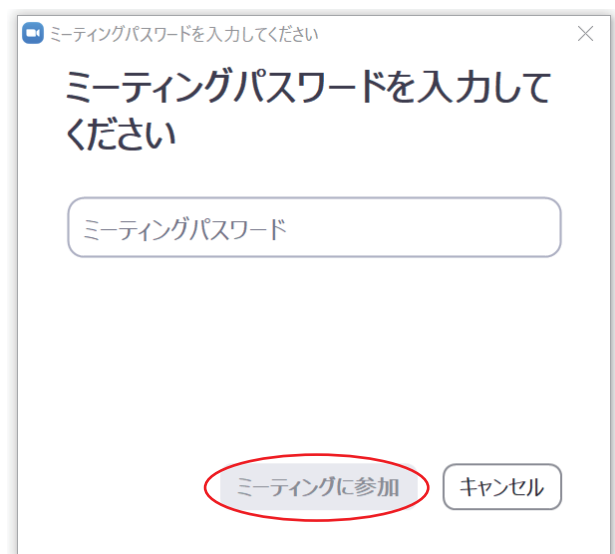 ミーティングパスワードを入力してください
ミーティングパスワードを入力して
ください
ミーティングパスワード
ミーティングに参加
キャンセル